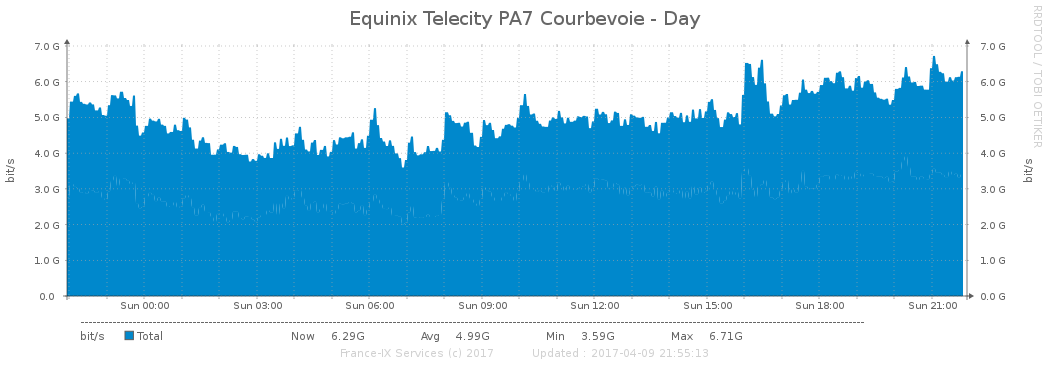 Equinix Telecity PA7 Courbevoie - Day
RRDTOOL / TOBI OETIKER
7.0 G 7.0 G
6.0 G 6.0 G
5.0 G 5.0 G
4.0 G 4.0 G
3.0 G 3.0 G
2.0 G 2.0 G
1.0 G 1.0 G
0.0 0.0 G
bit/s bit/s
Sun 00:00 Sun 03:00 Sun 06:00 Sun 09:00 Sun 12:00 Sun 15:00 Sun 18:00 Sun 21:00
bit/s Total Now 6.29G Avg 4.99G Min 3.59G Max 6.71G
France-IX Services (c) 2017 Updated : 2017-04-09 21:55:13